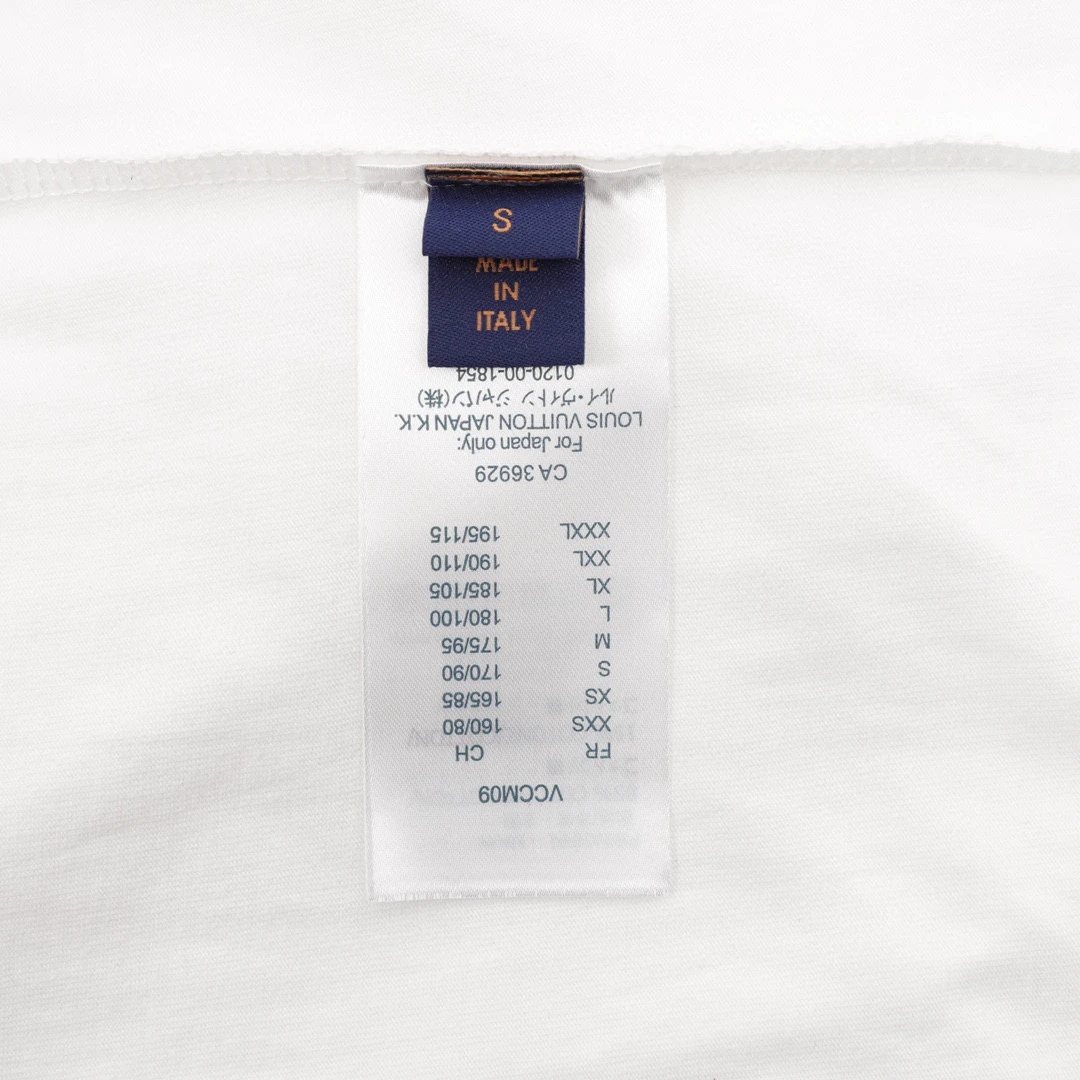 S
MADE
IN
ITALY
VCCM09
FR CH
XXS 160/80
XS 165/85
S 170/90
M 175/95
L 180/100
XL 185/105
XXL 190/110
XXXL 195/115
CA 36929
For Japan only:
LOUIS VUITTON JAPAN K.K.
ルイ・ヴィトン ジャパン(株)
0120-00-1854